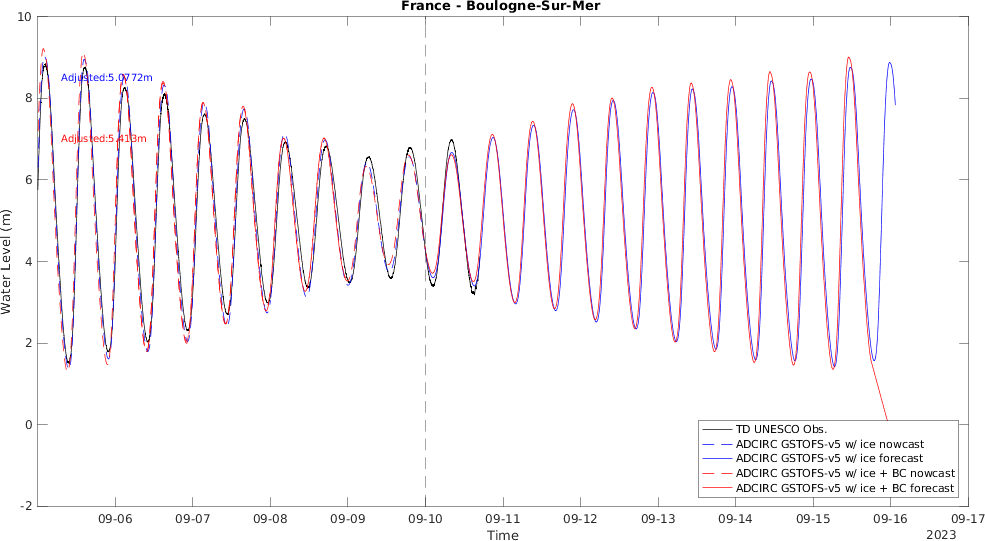 France - Boulogne-Sur-Mer
10
8
6
4
2
0
-2
Water Level (m)
Adjusted:5.0772m
Adjusted:5.413m
TD UNESCO Obs.
ADCIRC GSTOFS-v5 w/ ice nowcast
ADCIRC GSTOFS-v5 w/ ice forecast
ADCIRC GSTOFS-v5 w/ ice + BC nowcast
ADCIRC GSTOFS-v5 w/ ice + BC forecast
09-06 09-07 09-08 09-09 09-10 09-11 09-12 09-13 09-14 09-15 09-16 09-17
Time
2023